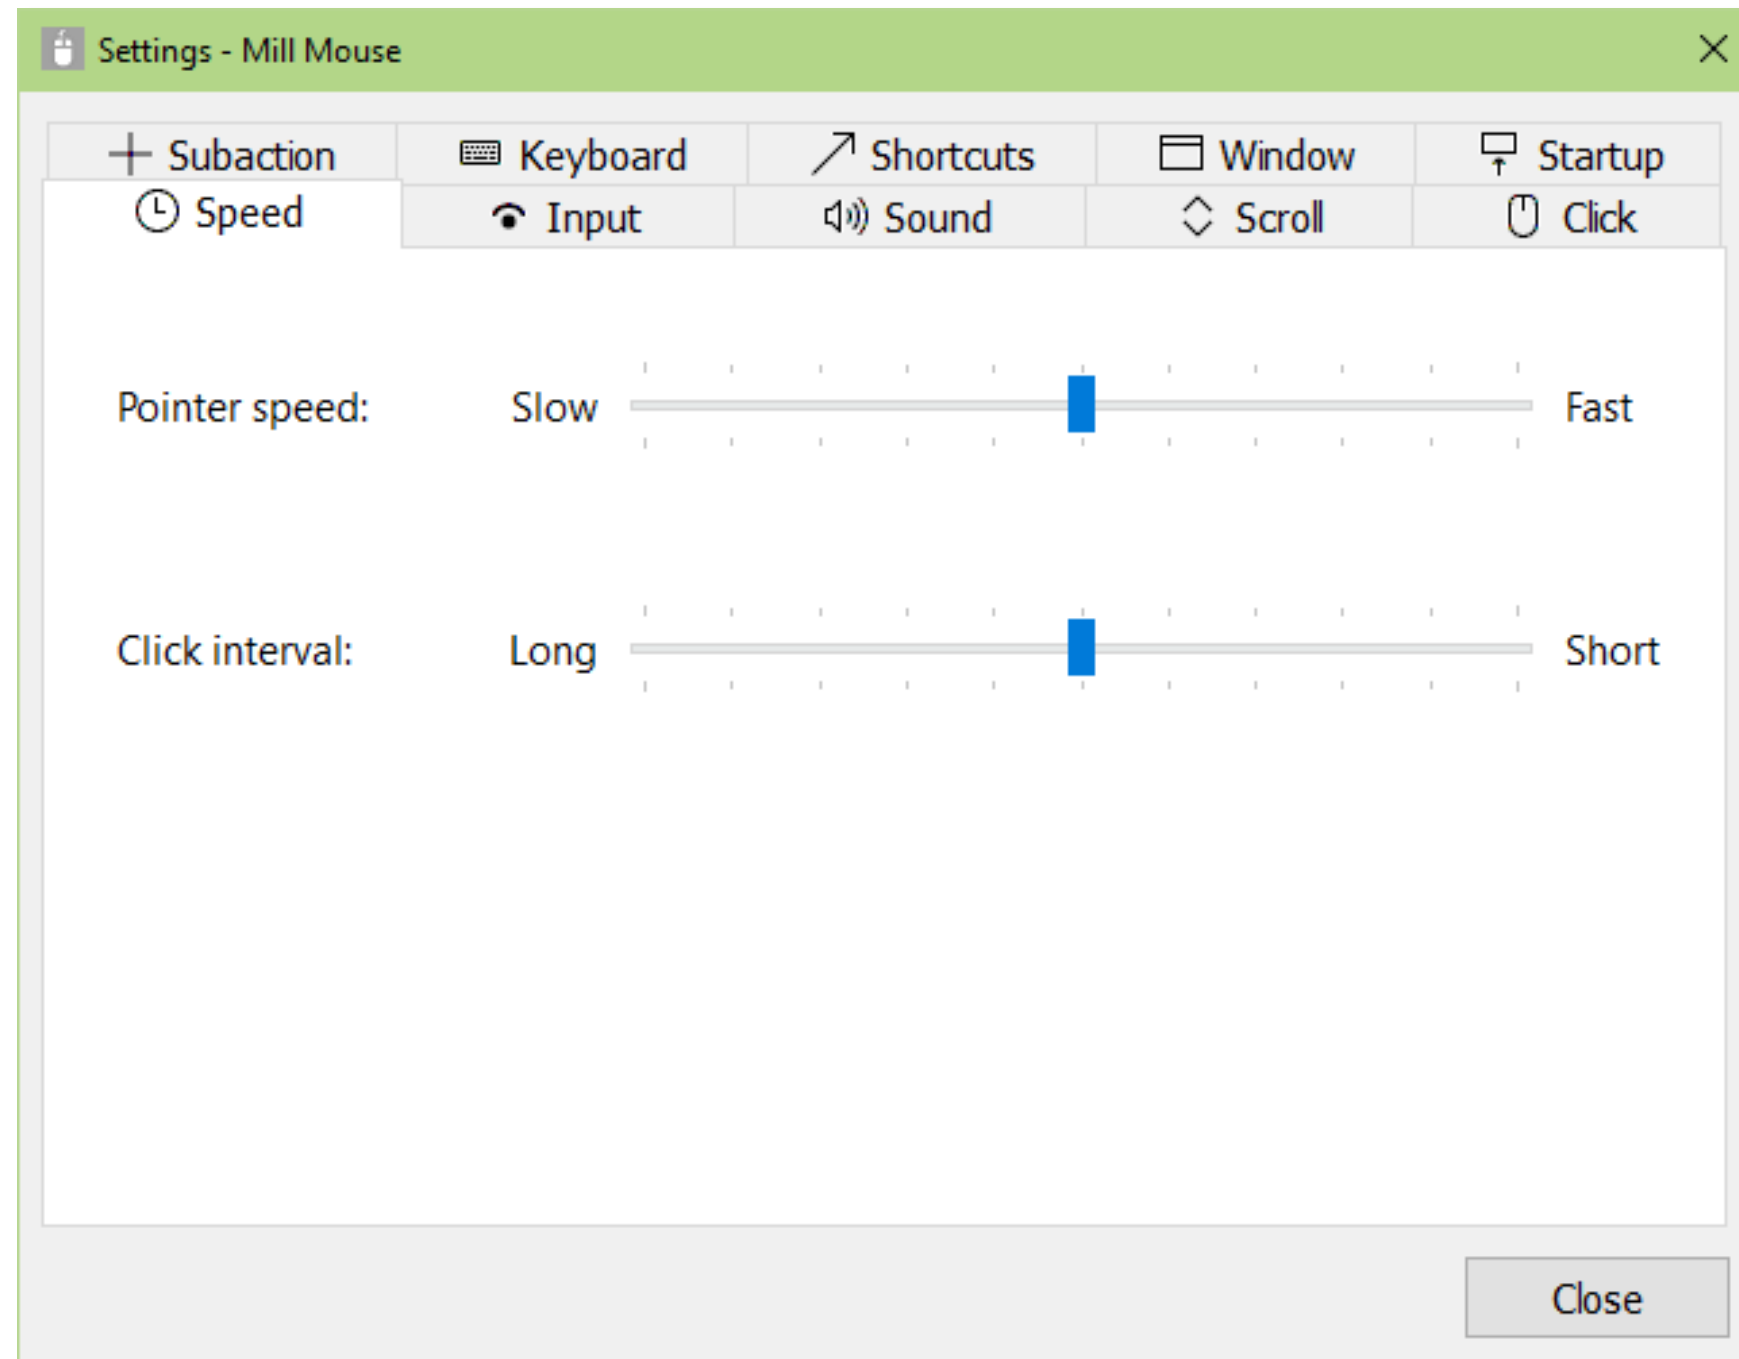 Settings - Mill Mouse
Subaction Keyboard Shortcuts Window Startup
Speed Input Sound Scroll Click
Pointer speed: Slow Fast
Click interval: Long Short
Close